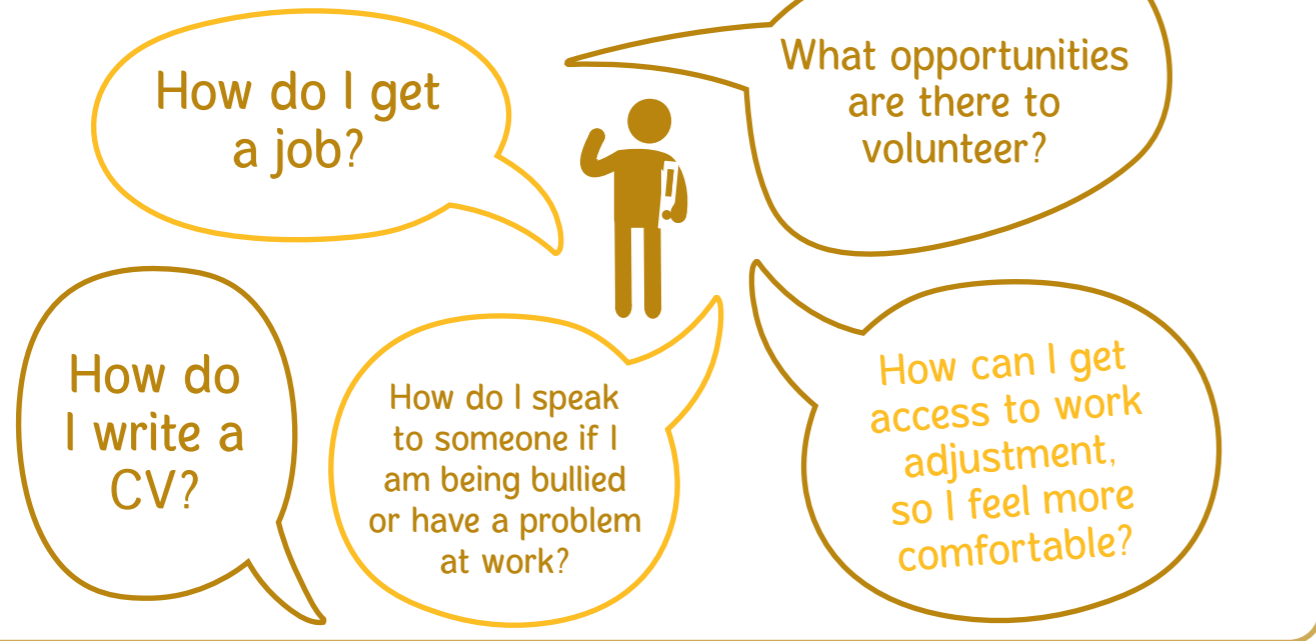 How do I get
a job?
What opportunities
are there to
volunteer?
How do
I write a
CV?
How do I speak
to someone if I
am being bullied
or have a problem
at work?
How can I get
access to work
adjustment,
so I feel more
comfortable?